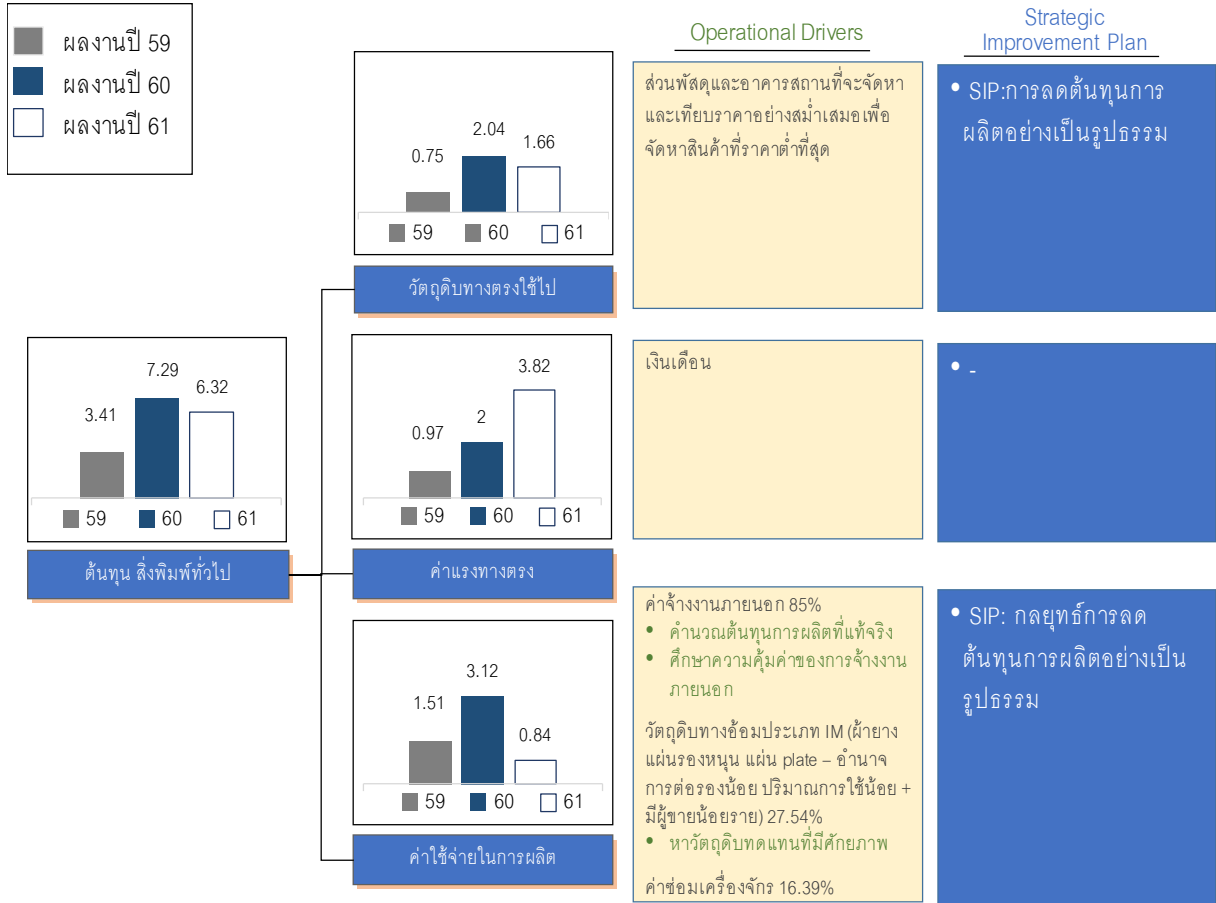 ผลงานปี 59
ผลงานปี 60
ผลงานปี 61
Operational Drivers
Strategic
Improvement Plan
0.75
2.04
1.66
59 60 61
วัตถุดิบทางตรงใช้ไป
ส่วนพัสดุและอาคารสถานที่จะจัดหา
และเทียบราคาอย่างสม่ำเสมอเพื่อ
จัดหาสินค้าที่ราคาต่ำที่สุด
• SIP:การลดต้นทุนการ
ผลิตอย่างเป็นรูปธรรม
3.41
7.29
6.32
59 60 61
ต้นทุน สิ่งพิมพ์ทั่วไป
0.97
2
3.82
59 60 61
ค่าแรงทางตรง
เงินเดือน
• -
1.51
3.12
0.84
59 60 61
ค่าใช้จ่ายในการผลิต
ค่าจ้างงานภายนอก 85%
• คำนวณต้นทุนการผลิตที่แท้จริง
• ศึกษาความคุ้มค่าของการจ้างงาน
ภายนอก
วัตถุดิบทางอ้อมประเภท IM (ผ้ายาง
แผ่นรองหนุน แผ่น plate – อำนาจ
การต่อรองน้อย ปริมาณการใช้น้อย +
มีผู้ขายน้อยราย) 27.54%
• หาวัตถุดิบทดแทนที่มีศักยภาพ
ค่าซ่อมเครื่องจักร 16.39%
• SIP: กลยุทธ์การลด
ต้นทุนการผลิตอย่างเป็น
รูปธรรม